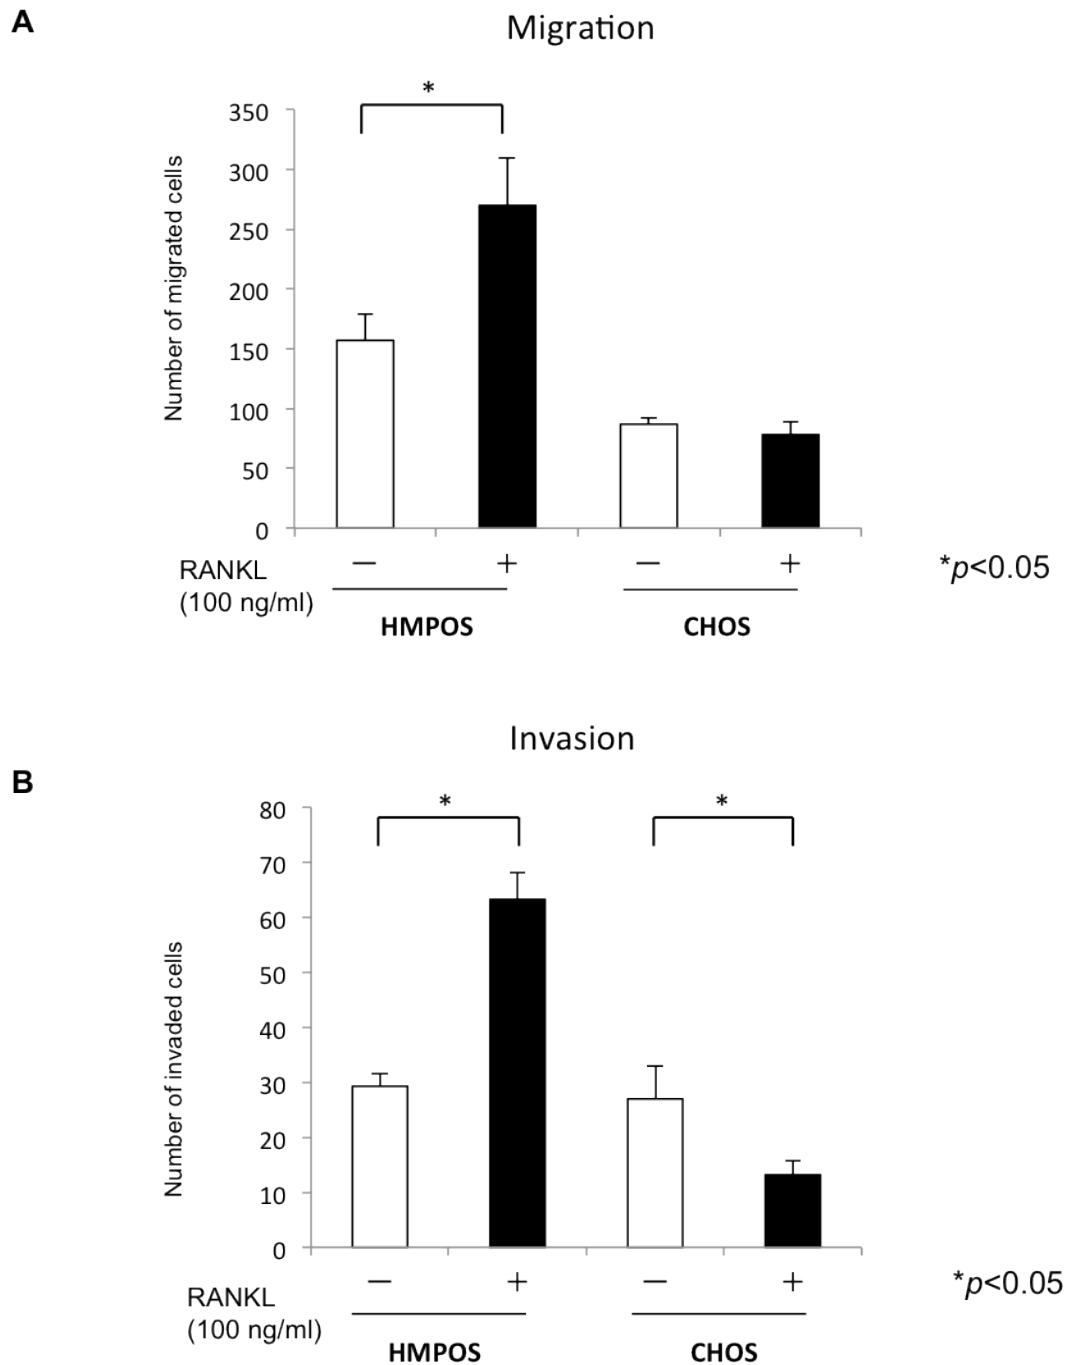 A
Migration
*
350
300
250
200
150
100
50
0
Number of migrated cells
RANKL
(100 ng/ml)
− + − +
*p<0.05
HMPOS CHOS
Invasion
B
* *
80
70
60
50
40
30
20
10
0
Number of invaded cells
RANKL
(100 ng/ml)
− + − +
*p<0.05
HMPOS CHOS